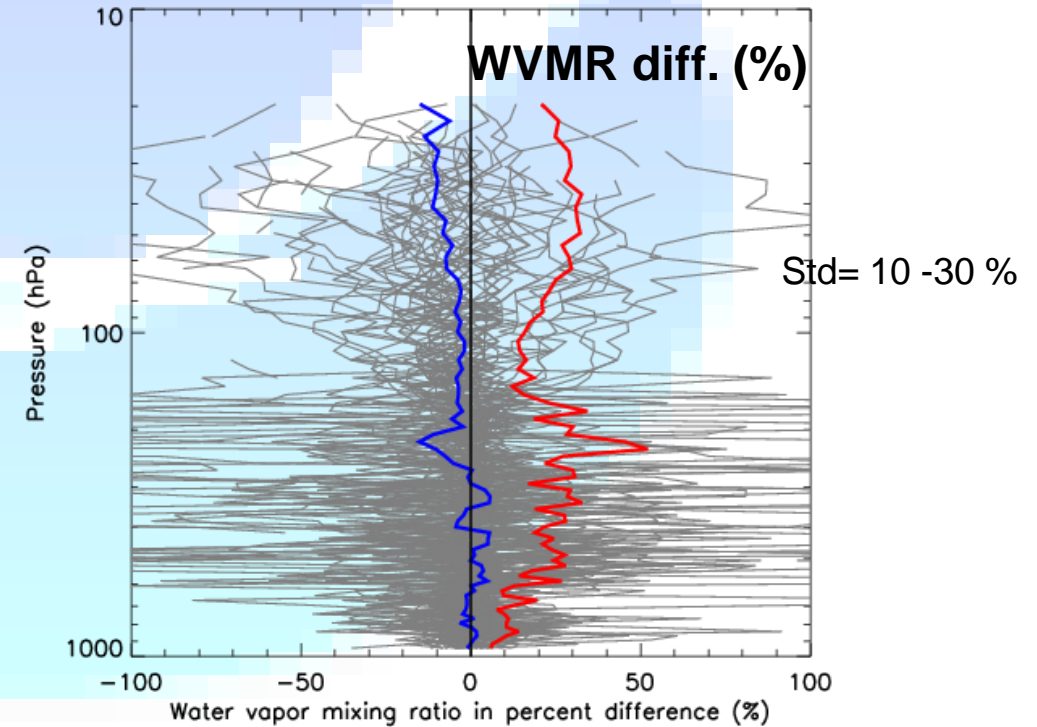 10
WVMR diff. (%)
Pressure (hPa)
Std= 10 -30 %
100
1000
−100 −50 0 50 100
Water vapor mixing ratio in percent difference (%)